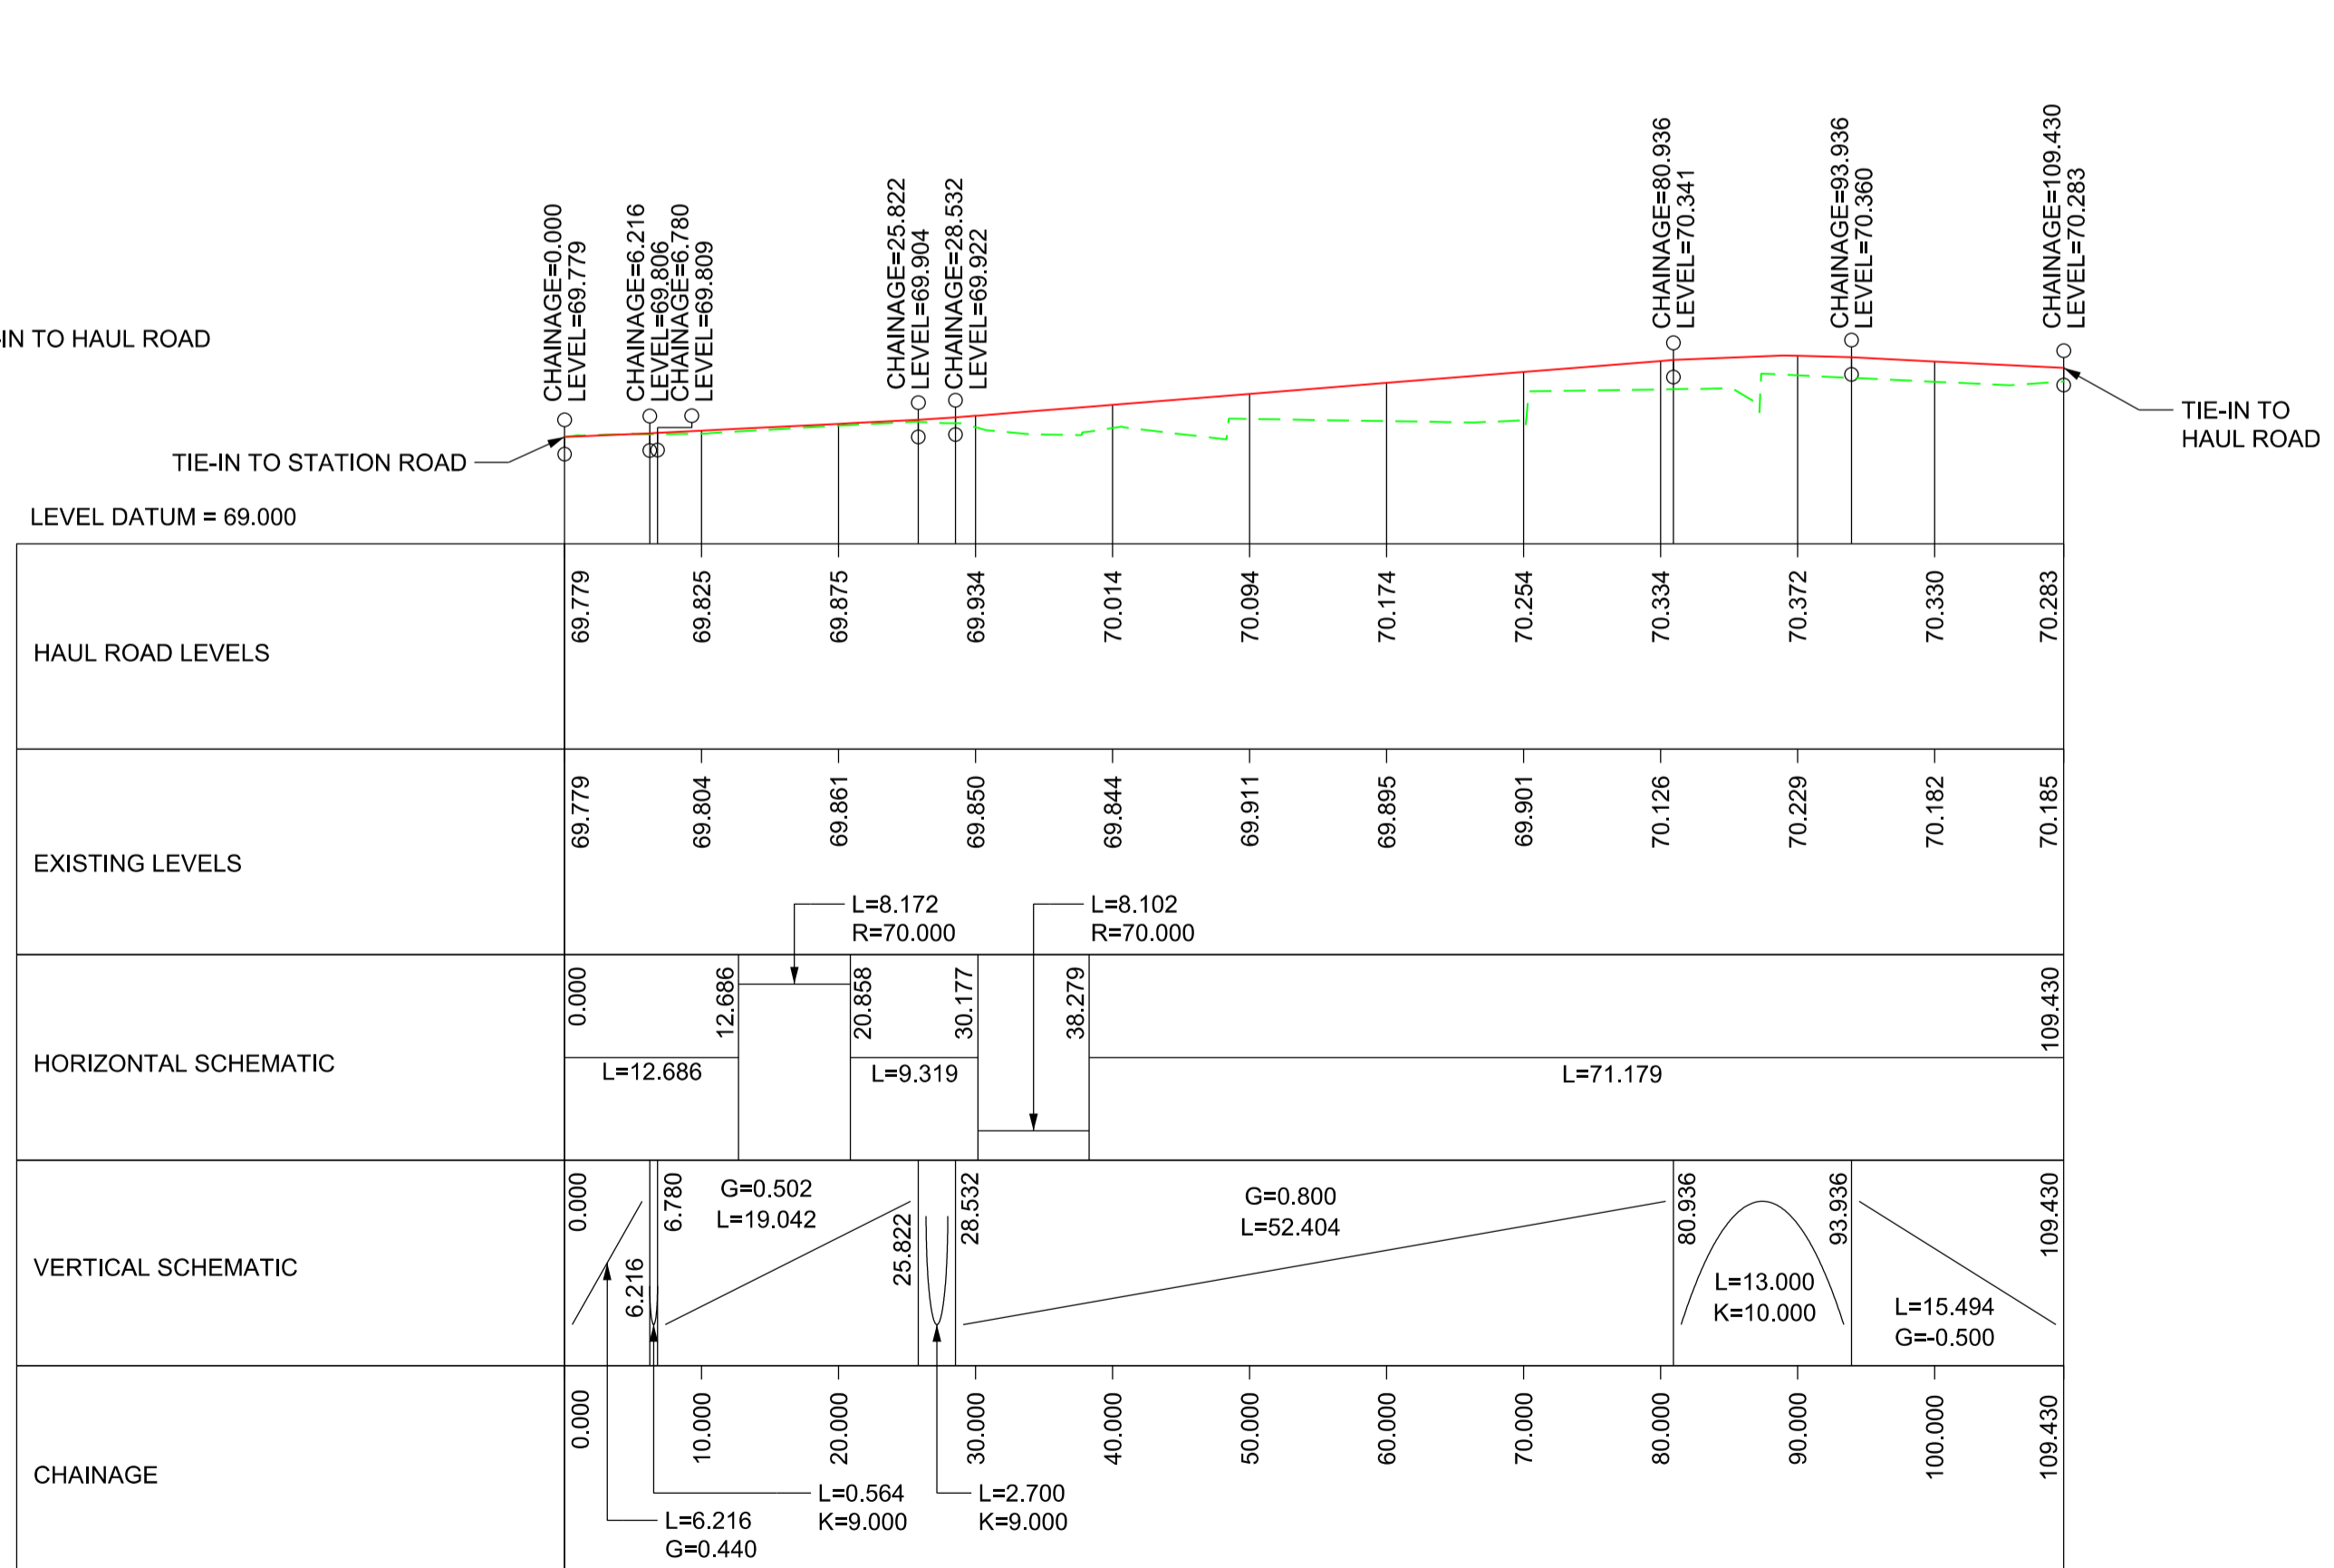 -IN TO HAUL ROAD
CHAINAGE=0.000
LEVEL=69.779
CHAINAGE=6.216
LEVEL=69.806
CHAINAGE=6.780
LEVEL=69.809
CHAINAGE=25.822
LEVEL=69.904
CHAINAGE=28.532
LEVEL=69.922
CHAINAGE=80.936
LEVEL=70.341
CHAINAGE=93.936
LEVEL=70.360
CHAINAGE=109.430
LEVEL=70.283
TIE-IN TO STATION ROAD
TIE-IN TO
HAUL ROAD
LEVEL DATUM = 69.000
HAUL ROAD LEVELS
69.779
69.825
69.875
69.934
70.014
70.094
70.174
70.254
70.334
70.372
70.330
70.283
EXISTING LEVELS
69.779
69.804
69.861
69.850
69.844
69.911
69.895
69.901
70.126
70.229
70.182
70.185
HORIZONTAL SCHEMATIC
0.000
L=12.686
12.686
L=8.172
R=70.000
20.858
L=9.319
30.177
L=8.102
R=70.000
38.279
L=71.179
109.430
VERTICAL SCHEMATIC
0.000
6.216
6.780
G=0.502
L=19.042
25.822
28.532
G=0.800
L=52.404
80.936
L=13.000
K=10.000
93.936
L=15.494
G=-0.500
109.430
CHAINAGE
0.000
10.000
20.000
30.000
40.000
50.000
60.000
70.000
80.000
90.000
100.000
109.430
L=6.216
G=0.440
L=0.564
K=9.000
L=2.700
K=9.000